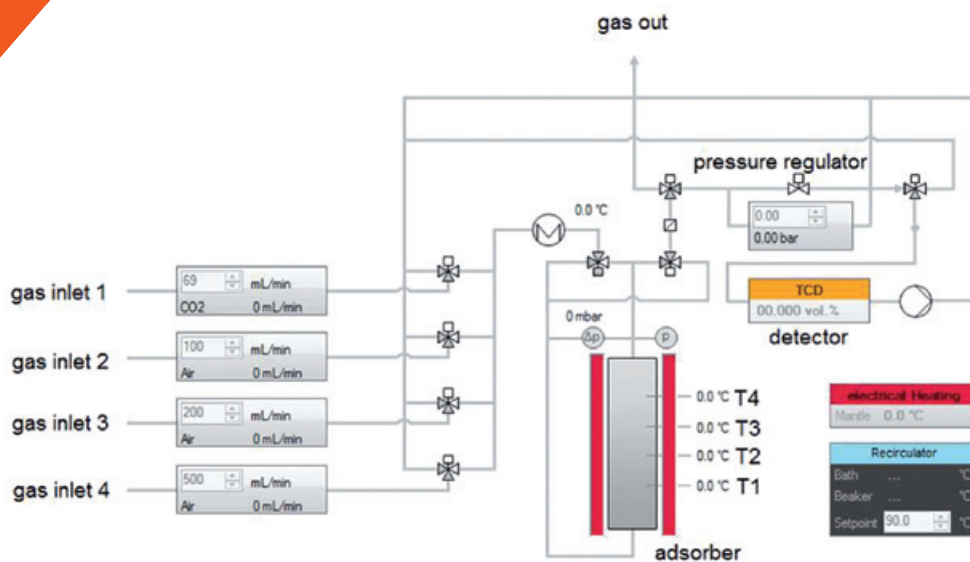 gas out
pressure regulator
0.00
0.00 bar
0.0 °C
M
gas inlet 1
69 mL/min
CO2 0 mL/min
TCD
00.000 vol.%
detector
gas inlet 2
100 mL/min
Air 0 mL/min
0 mbar
Δp
p
gas inlet 3
200 mL/min
Air 0 mL/min
0.0 °C T4
0.0 °C T3
0.0 °C T2
0.0 °C T1
electrical Heating
Mantle 0.0 °C
gas inlet 4
500 mL/min
Air 0 mL/min
Recirculator
Bath ... °C
Beaker ... °C
Setpoint 90.0 °C
adsorber